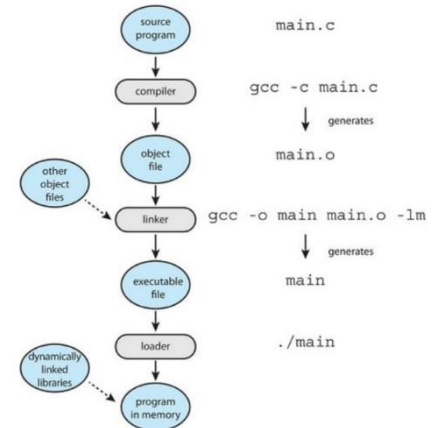 source
program
main.c
compiler
gcc -c main.c
generates
object
file
main.o
other
object
files
linker
gcc -o main main.o -lm
generates
executable
file
main
loader
./main
dynamically
linked
libraries
program
in memory